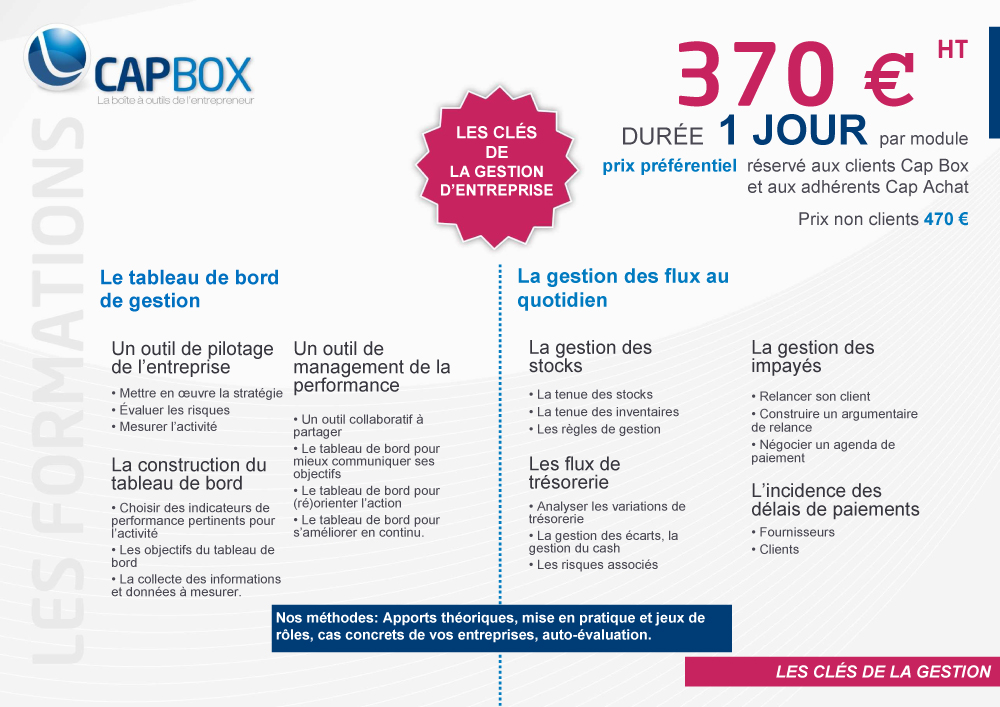 CAPBOX
La boîte à outils de l'entrepreneur
LES FORMATIONS
LES CLÉS
DE
LA GESTION
D'ENTREPRISE
370 € HT
DURÉE 1 JOUR par module
prix préférentiel réservé aux clients Cap Box
et aux adhérents Cap Achat
Prix non clients 470 €
Le tableau de bord
de gestion
Un outil de pilotage
de l'entreprise
• Mettre en œuvre la stratégie
• Évaluer les risques
• Mesurer l'activité
La construction du
tableau de bord
• Choisir des indicateurs de
performance pertinents pour
l'activité
• Les objectifs du tableau de
bord
• La collecte des informations
et données à mesurer.
Un outil de
management de la
performance
• Un outil collaboratif à
partager
• Le tableau de bord pour
mieux communiquer ses
objectifs
• Le tableau de bord pour
(ré)orienter l'action
• Le tableau de bord pour
s'améliorer en continu.
La gestion des flux au
quotidien
La gestion des
stocks
• La tenue des stocks
• La tenue des inventaires
• Les règles de gestion
Les flux de
trésorerie
• Analyser les variations de
trésorerie
• La gestion des écarts, la
gestion du cash
• Les risques associés
La gestion des
impayés
• Relancer son client
• Construire un argumentaire
de relance
• Négocier un agenda de
paiement
L'incidence des
délais de paiements
• Fournisseurs
• Clients
Nos méthodes: Apports théoriques, mise en pratique et jeux de
rôles, cas concrets de vos entreprises, auto-évaluation.
LES CLÉS DE LA GESTION